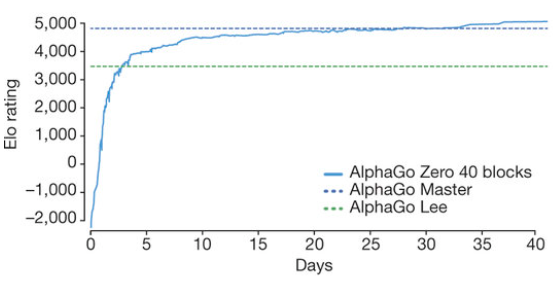 5,000
4,000
3,000
2,000
1,000
0
–1,000
–2,000
Elo rating
AlphaGo Zero 40 blocks
AlphaGo Master
AlphaGo Lee
0 5 10 15 20 25 30 35 40
Days